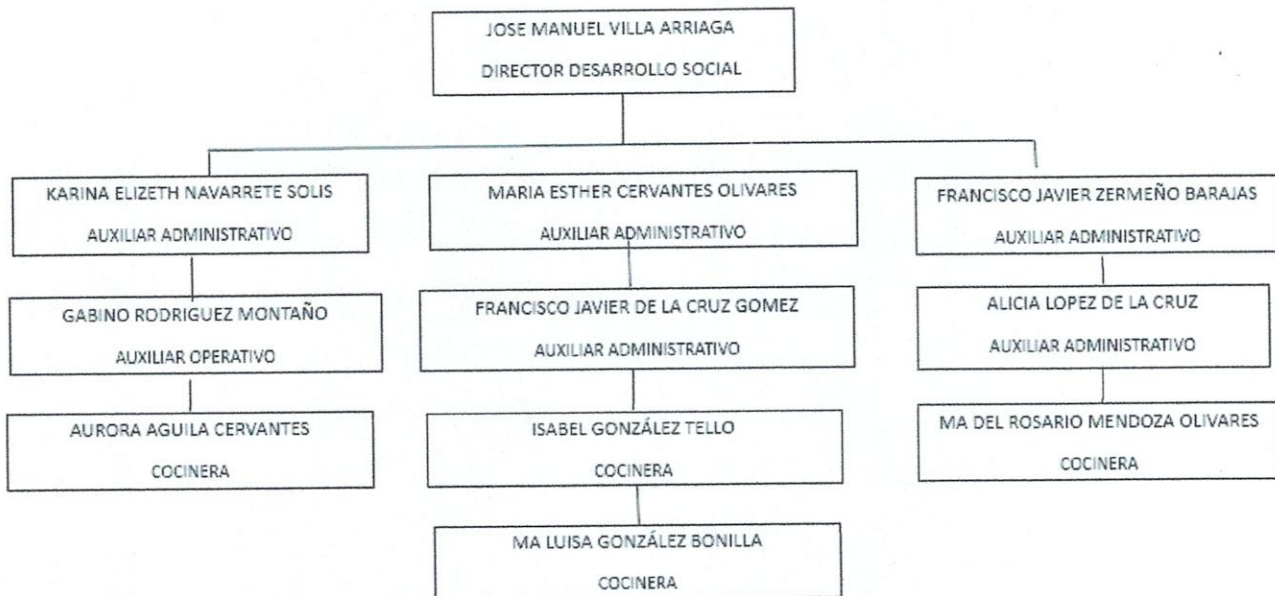 JOSE MANUEL VILLA ARRIAGA
DIRECTOR DESARROLLO SOCIAL
KARINA ELIZETH NAVARRETE SOLIS
AUXILIAR ADMINISTRATIVO
MARIA ESTHER CERVANTES OLIVARES
AUXILIAR ADMINISTRATIVO
FRANCISCO JAVIER ZERMEÑO BARAJAS
AUXILIAR ADMINISTRATIVO
GABINO RODRIGUEZ MONTAÑO
AUXILIAR OPERATIVO
FRANCISCO JAVIER DE LA CRUZ GOMEZ
AUXILIAR ADMINISTRATIVO
ALICIA LOPEZ DE LA CRUZ
AUXILIAR ADMINISTRATIVO
AURORA AGUILA CERVANTES
COCINERA
ISABEL GONZÁLEZ TELLO
COCINERA
MA DEL ROSARIO MENDOZA OLIVARES
COCINERA
MA LUISA GONZÁLEZ BONILLA
COCINERA